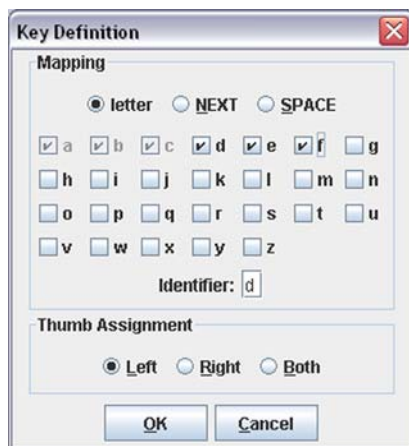 Key Definition
Mapping
letter NEXT SPACE
a b c d e f g
h i j k l m n
o p q r s t u
v w x y z
Identifier: d
Thumb Assignment
Left Right Both
OK Cancel